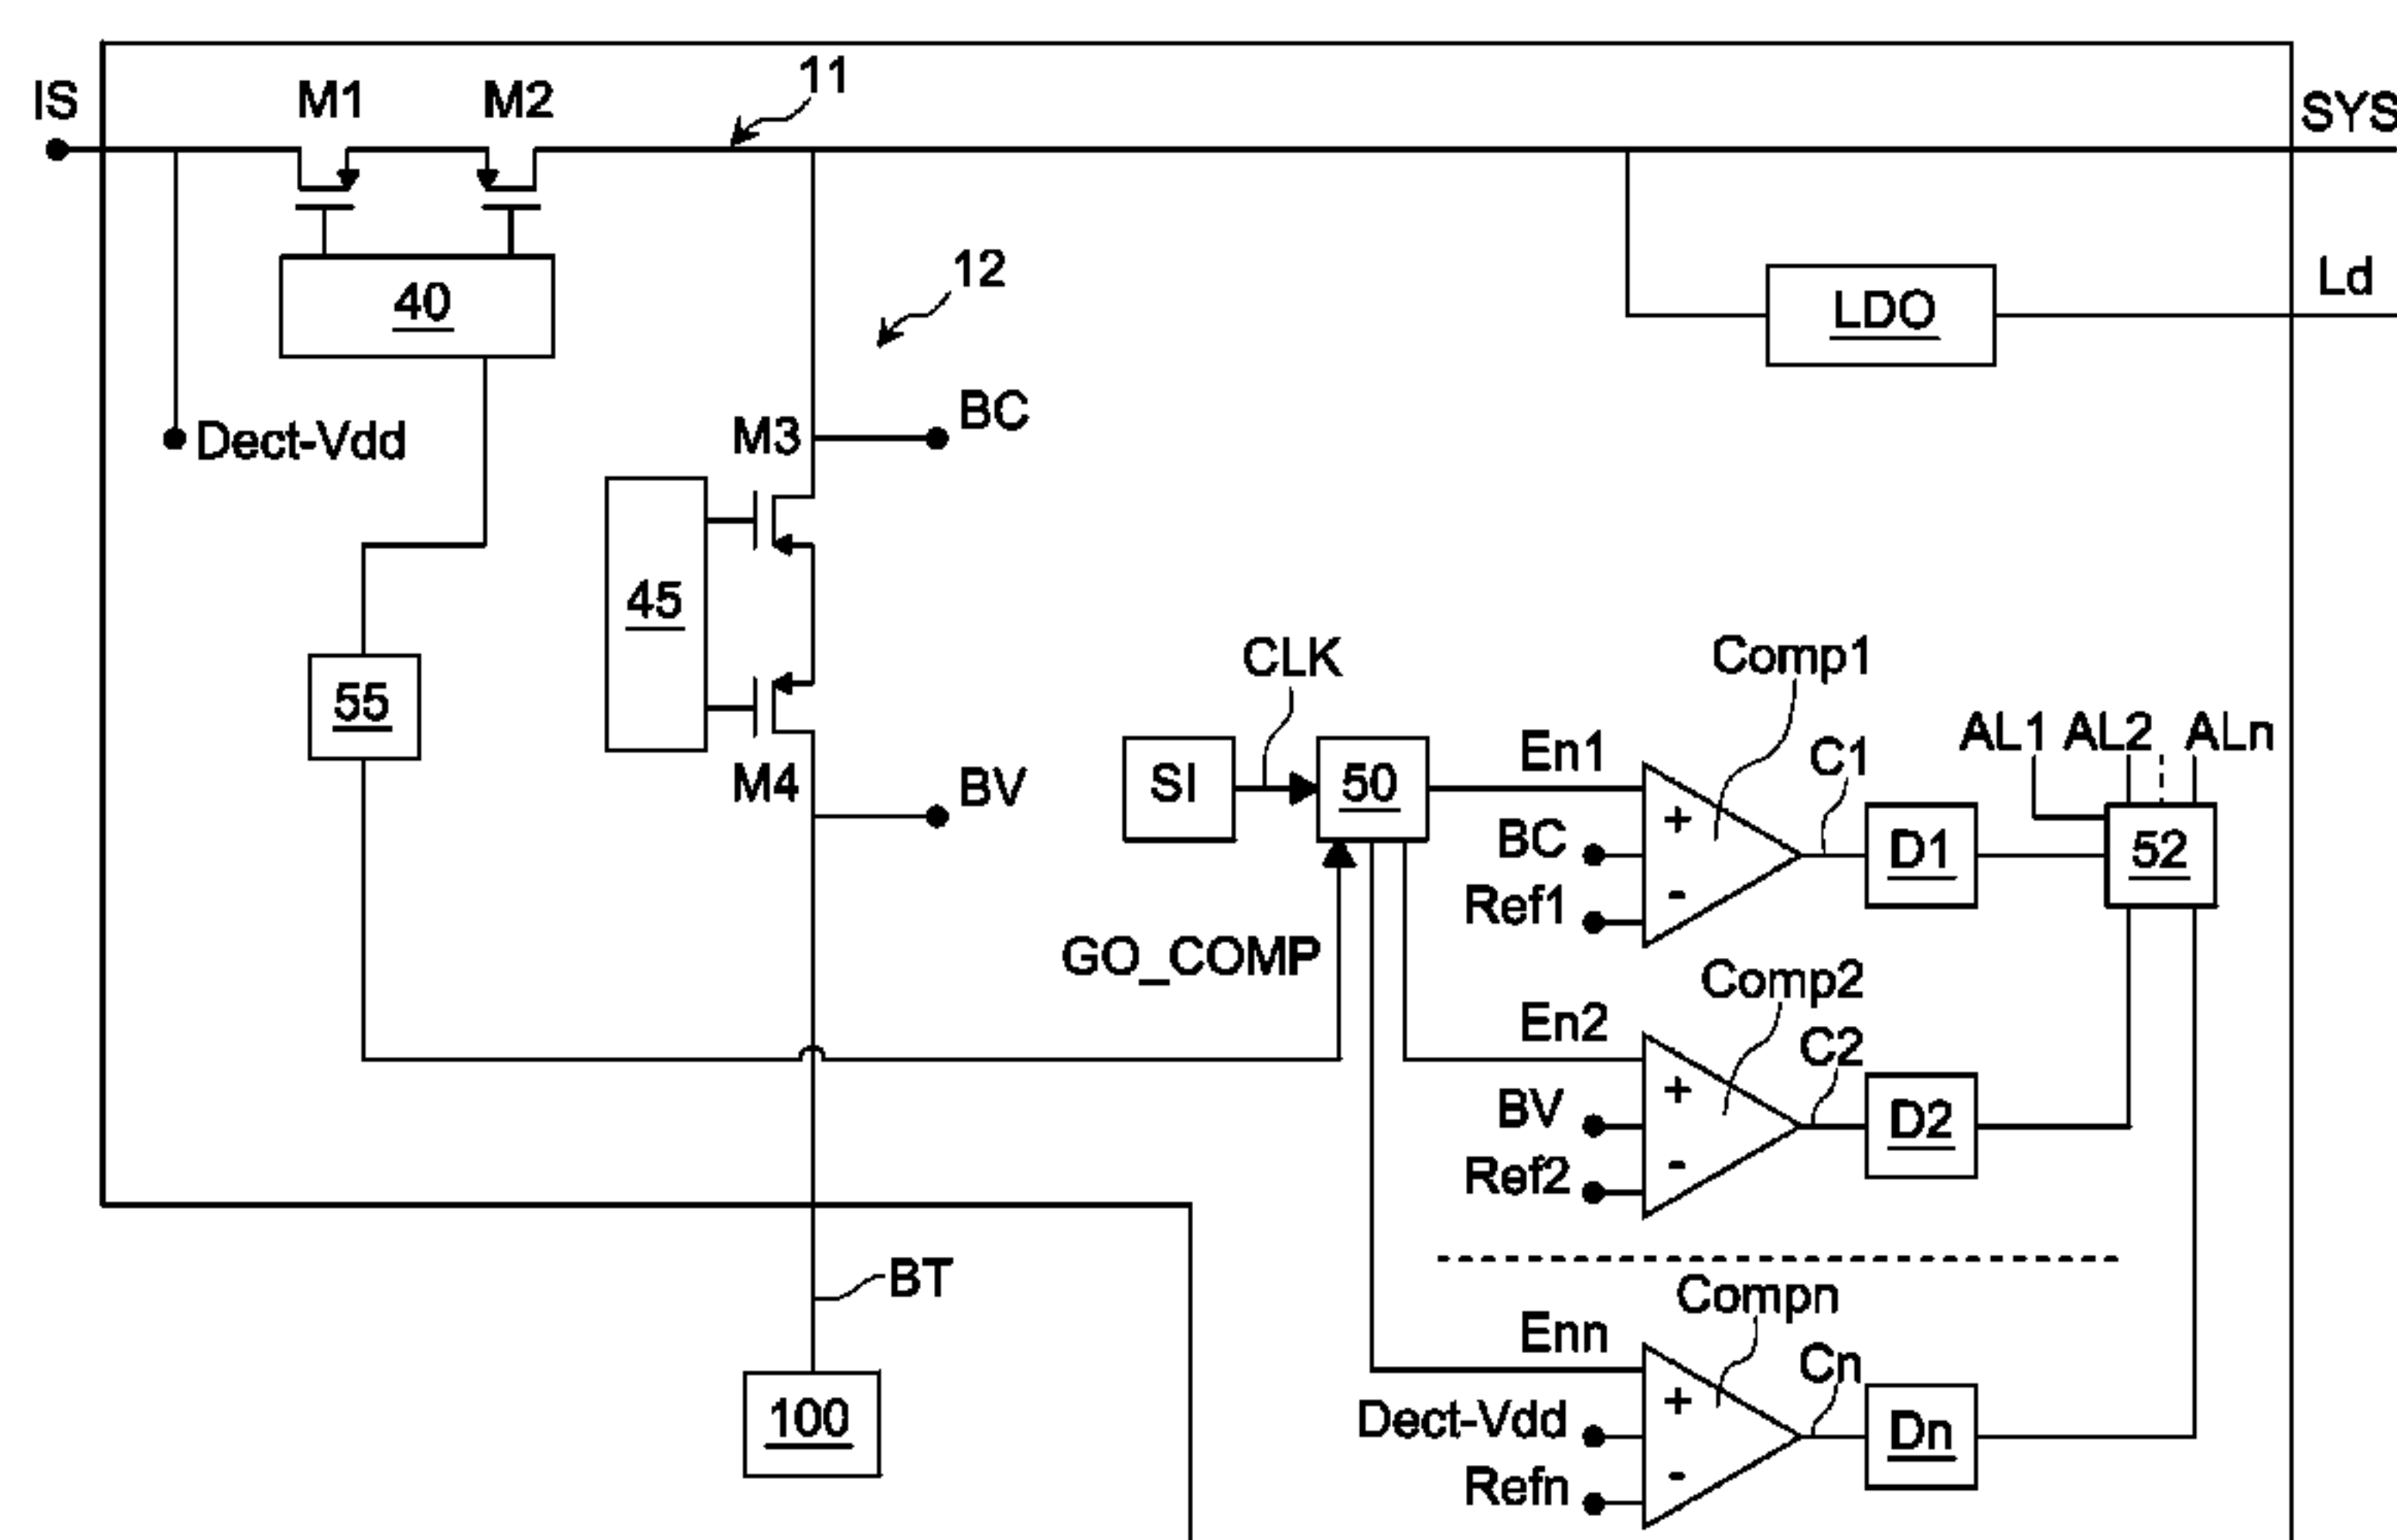 IS
M1
M2
11
SYS
40
12
LDO
Ld
Dect-Vdd
M3
BC
45
55
M4
BV
CLK
SI
50
En1
Comp1
C1
AL1
AL2
ALn
BC
Ref1
D1
52
GO_COMP
+
-
En2
Comp2
C2
BV
Ref2
D2
+
-
BT
100
Enn
Compn
Cn
Dect-Vdd
Refn
Dn
+
-